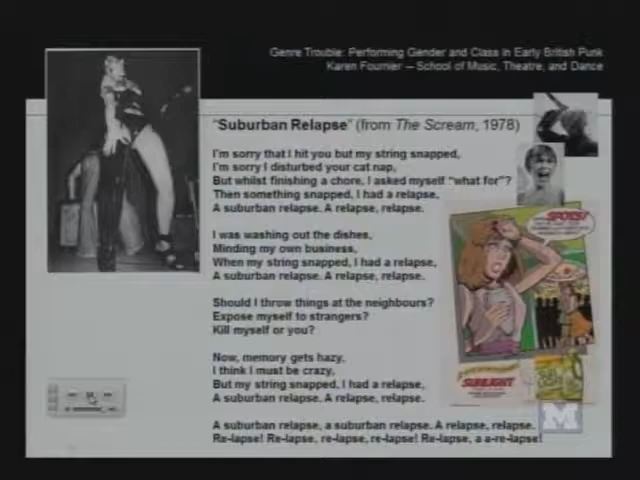 Genre Trouble: Performing Gender and Class in Early British Punk
Karen Fournier – School of Music, Theatre, and Dance
"Suburban Relapse" (from The Scream, 1978)
I'm sorry that I hit you but my string snapped,
I'm sorry I disturbed your cat nap,
But whilst finishing a chore, I asked myself "what for"?
Then something snapped, I had a relapse,
A suburban relapse. A relapse, relapse.
I was washing out the dishes,
Minding my own business,
When my string snapped, I had a relapse,
A suburban relapse. A relapse, relapse.
Should I throw things at the neighbours?
Expose myself to strangers?
Kill myself or you?
Now, memory gets hazy,
I think I must be crazy,
But my string snapped, I had a relapse,
A suburban relapse. A relapse, relapse.
A suburban relapse, a suburban relapse. A relapse, relapse.
Re-lapse! Re-lapse, re-lapse, re-lapse! Re-lapse, a a-re-lapse!
SPOTS!
SUNLIGHT
M